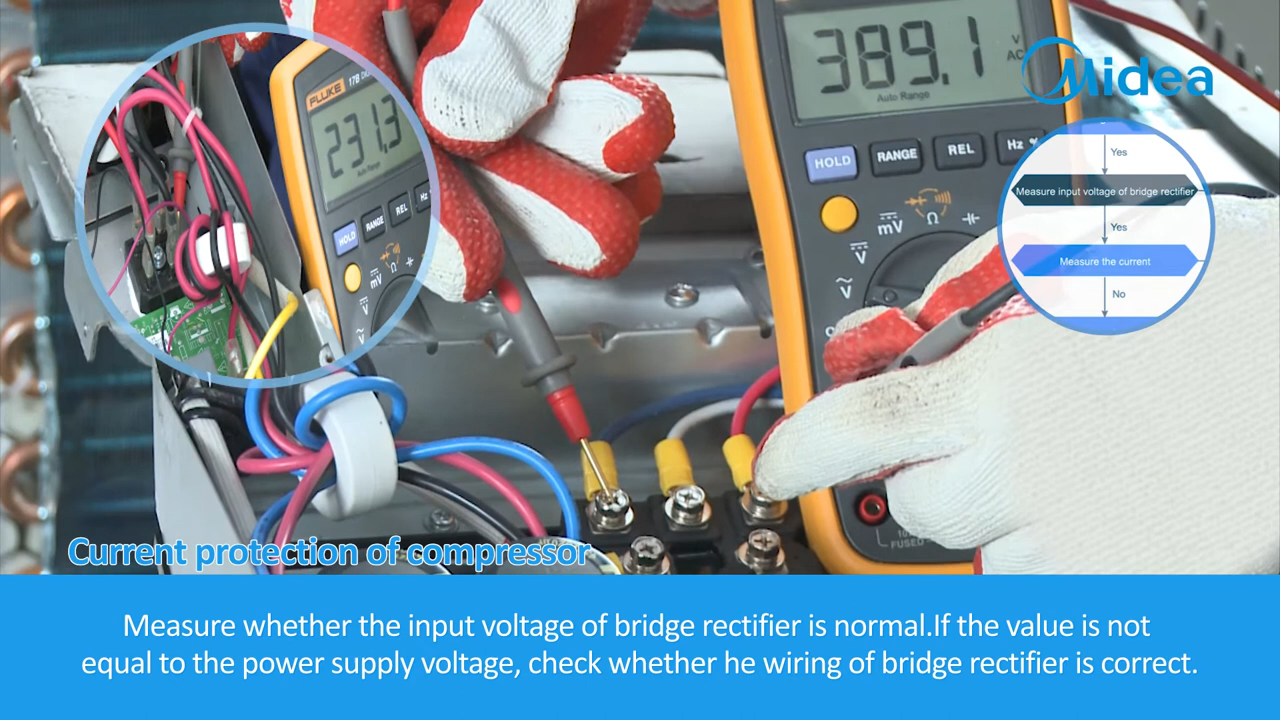 FLUKE 17B
231,3
Auto Range
HOLD
RANGE
REL
Hz
mV
Ω
V
V
389.1
V
AC
Auto Range
HOLD
RANGE
REL
Hz %
mV
Ω
V
V
FUSED
Midea
Yes
Measure input voltage of bridge rectifier
Yes
Measure the current
No
Current protection of compressor
Measure whether the input voltage of bridge rectifier is normal.If the value is not
equal to the power supply voltage, check whether he wiring of bridge rectifier is correct.